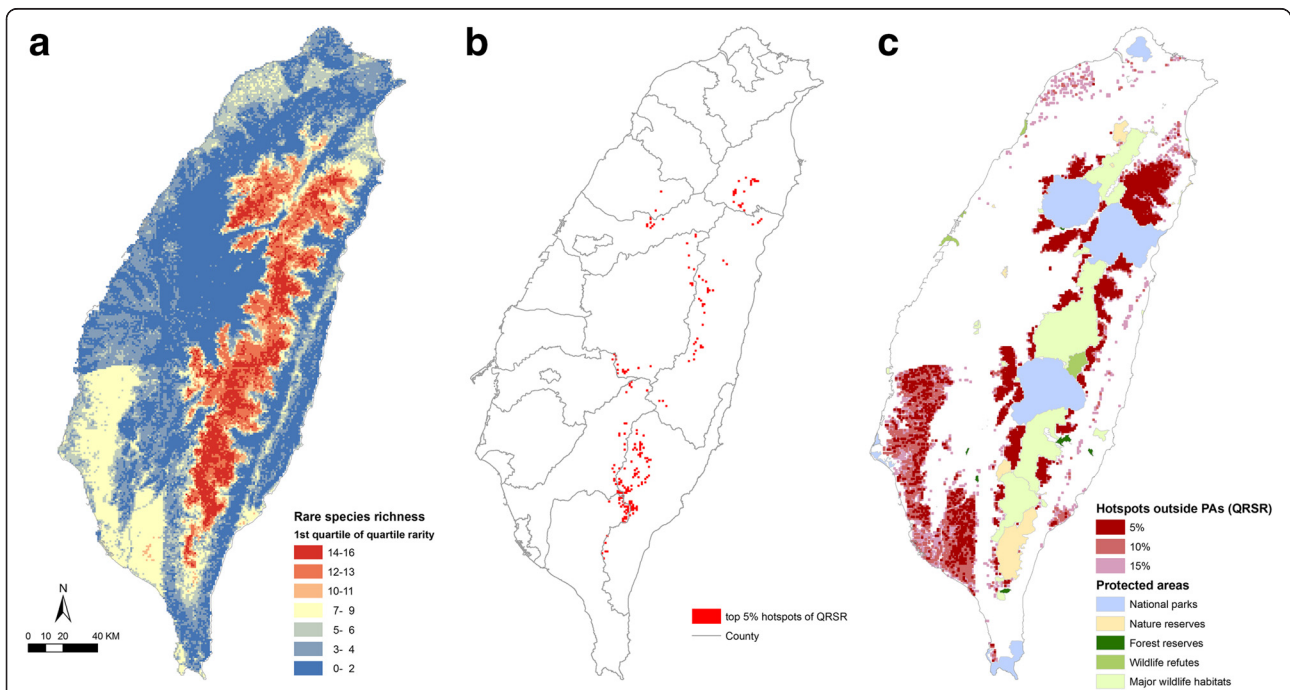 a
Rare species richness
1st quartile of quartile rarity
14-16
12-13
10-11
7- 9
5- 6
3- 4
0- 2
N
0 10 20 40 KM
b
top 5% hotspots of QRSR
County
c
Hotspots outside PAs (QRSR)
5%
10%
15%
Protected areas
National parks
Nature reserves
Forest reserves
Wildlife refutes
Major wildlife habitats